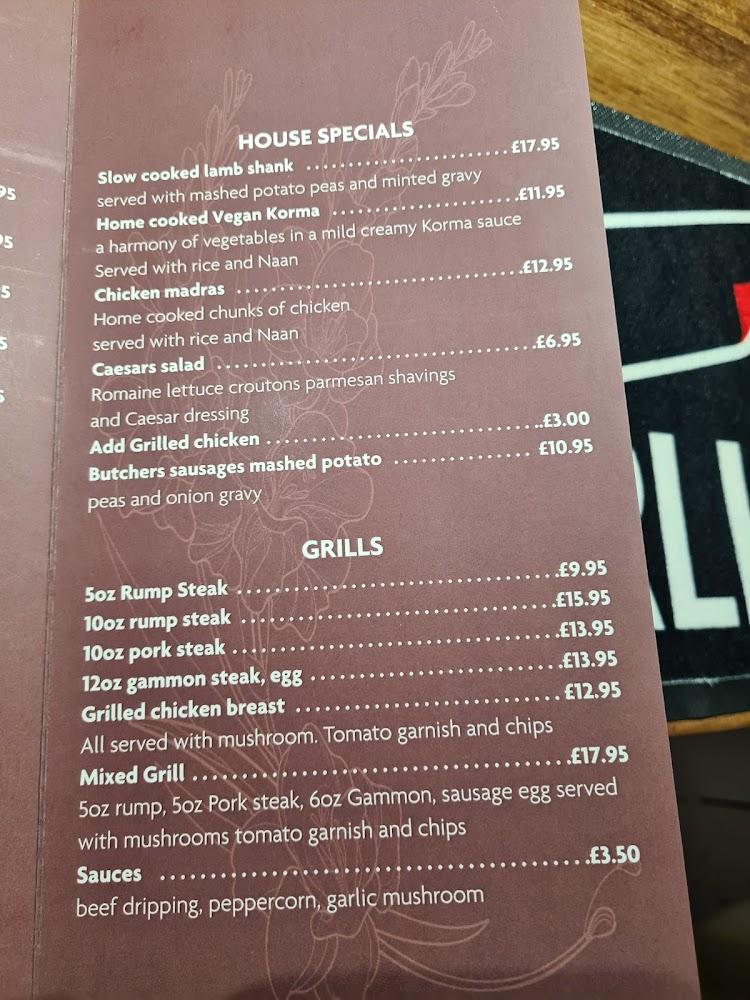 HOUSE SPECIALS
Slow cooked lamb shank ........................ £17.95
served with mashed potato peas and minted gravy
Home cooked Vegan Korma ...................... £11.95
a harmony of vegetables in a mild creamy Korma sauce
Served with rice and Naan
Chicken madras .................................. £12.95
Home cooked chunks of chicken
served with rice and Naan
Caesars salad ..................................... £6.95
Romaine lettuce croutons parmesan shavings
and Caesar dressing
Add Grilled chicken ............................... £3.00
Butchers sausages mashed potato ............... £10.95
peas and onion gravy
GRILLS
5oz Rump Steak ................................... £9.95
10oz rump steak .................................. £15.95
10oz pork steak ................................... £13.95
12oz gammon steak, egg .......................... £13.95
Grilled chicken breast ............................ £12.95
All served with mushroom. Tomato garnish and chips
Mixed Grill ......................................... £17.95
5oz rump, 5oz Pork steak, 6oz Gammon, sausage egg served
with mushrooms tomato garnish and chips
Sauces ............................................. £3.50
beef dripping, peppercorn, garlic mushroom